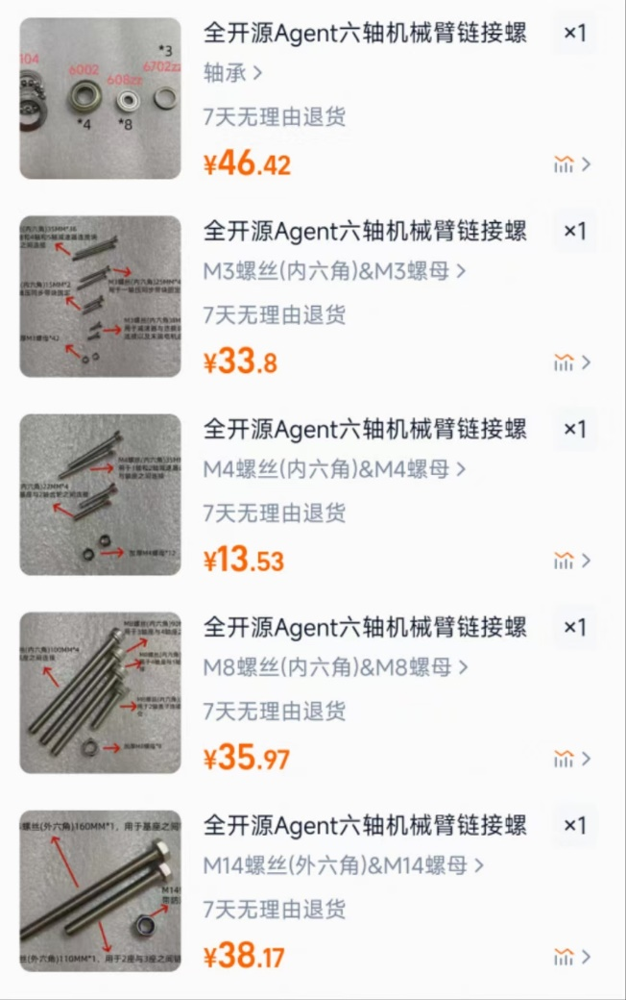 全开源Agent六轴机械臂链接螺
×1
轴承 >
7天无理由退货
¥46.42
104
6002
*4
608zz
*8
*3
6702zz
全开源Agent六轴机械臂链接螺
×1
M3螺丝(内六角)&M3螺母 >
7天无理由退货
¥33.8
全开源Agent六轴机械臂链接螺
×1
M4螺丝(内六角)&M4螺母 >
7天无理由退货
¥13.53
全开源Agent六轴机械臂链接螺
×1
M8螺丝(内六角)&M8螺母 >
7天无理由退货
¥35.97
全开源Agent六轴机械臂链接螺
×1
M14螺丝(外六角)&M14螺母 >
7天无理由退货
¥38.17
螺丝(外六角)160MM*1，用于基座之间
M14
丝(外六角)110MM*1，用于2座与3座之间